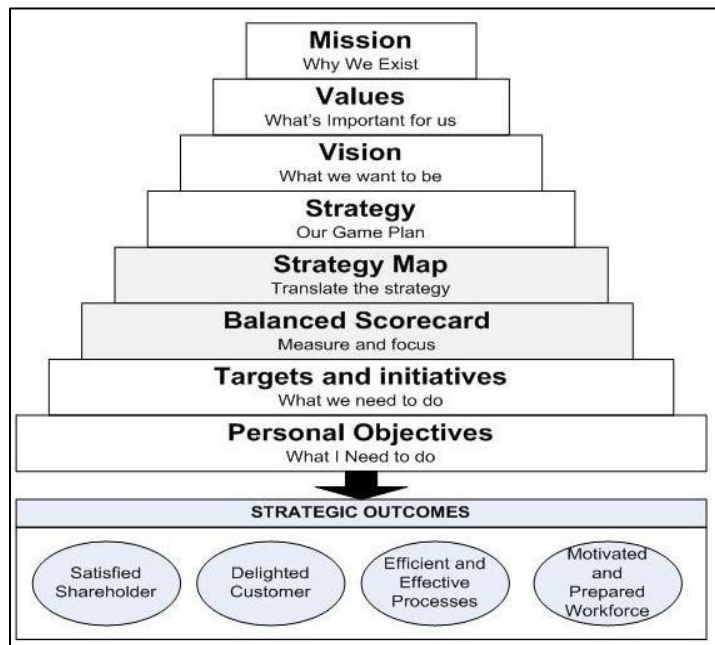 Mission
Why We Exist
Values
What's Important for us
Vision
What we want to be
Strategy
Our Game Plan
Strategy Map
Translate the strategy
Balanced Scorecard
Measure and focus
Targets and initiatives
What we need to do
Personal Objectives
What I Need to do
STRATEGIC OUTCOMES
Satisfied
Shareholder
Delighted
Customer
Efficient and
Effective
Processes
Motivated
and
Prepared
Workforce